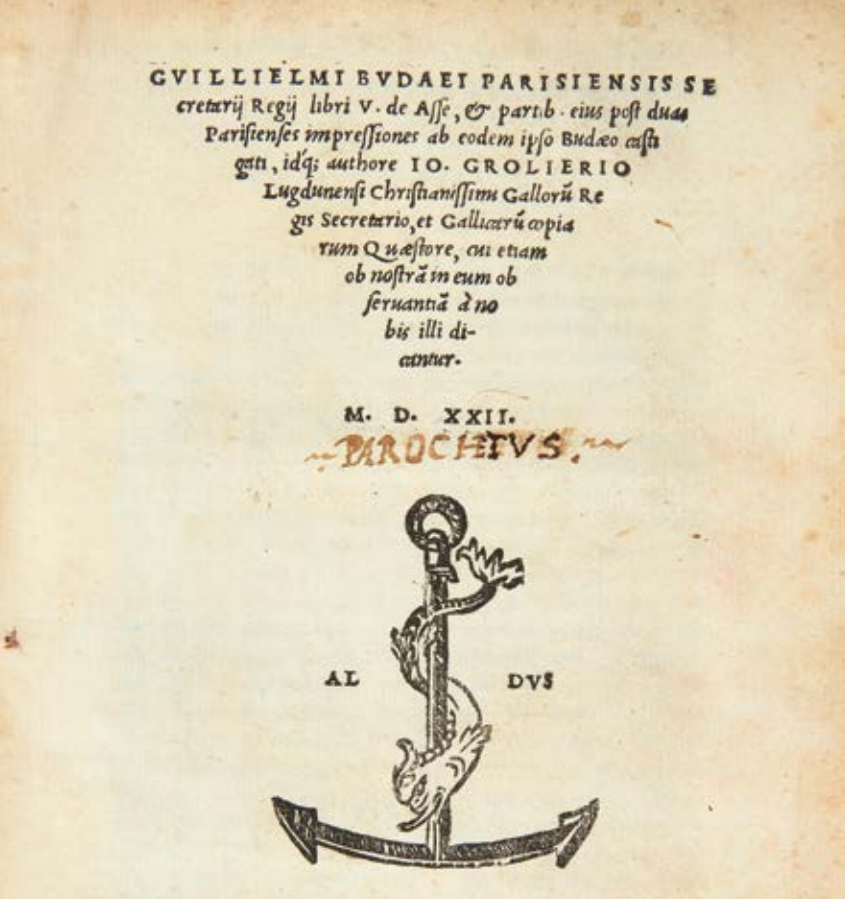 GVILLIELMI BVDAEI PARISIENSIS SE
cretarij Regij libri V. de Asse, & partib. eius post duas
Parisienses impressiones ab eodem ipso Budæo casti
gati, idq́; authore IO. GROLIERIO
Lugdunensi Christianissimi Gallorũ Re
gis Secretario, et Gallicarũ copia
rum Quæstore, cui etiam
ob nostrã in eum ob
seruantiã à no
bis illi di-
cantur.
M. D. XXII.
PAROCHIVS.
AL DVS